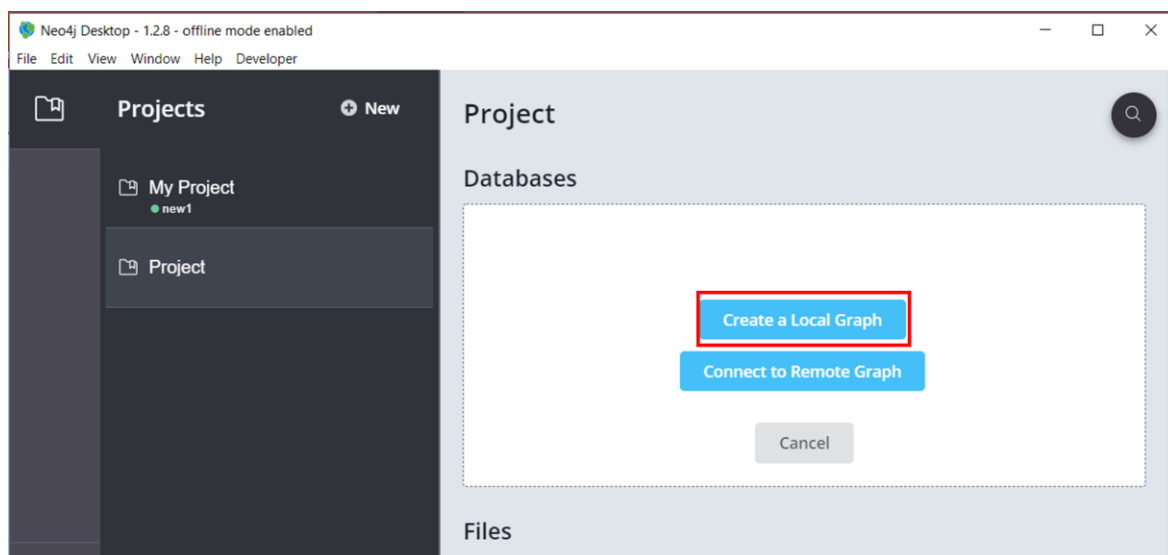 Neo4j Desktop - 1.2.8 - offline mode enabled
File Edit View Window Help Developer
Projects
New
My Project
new1
Project
Project
Databases
Create a Local Graph
Connect to Remote Graph
Cancel
Files